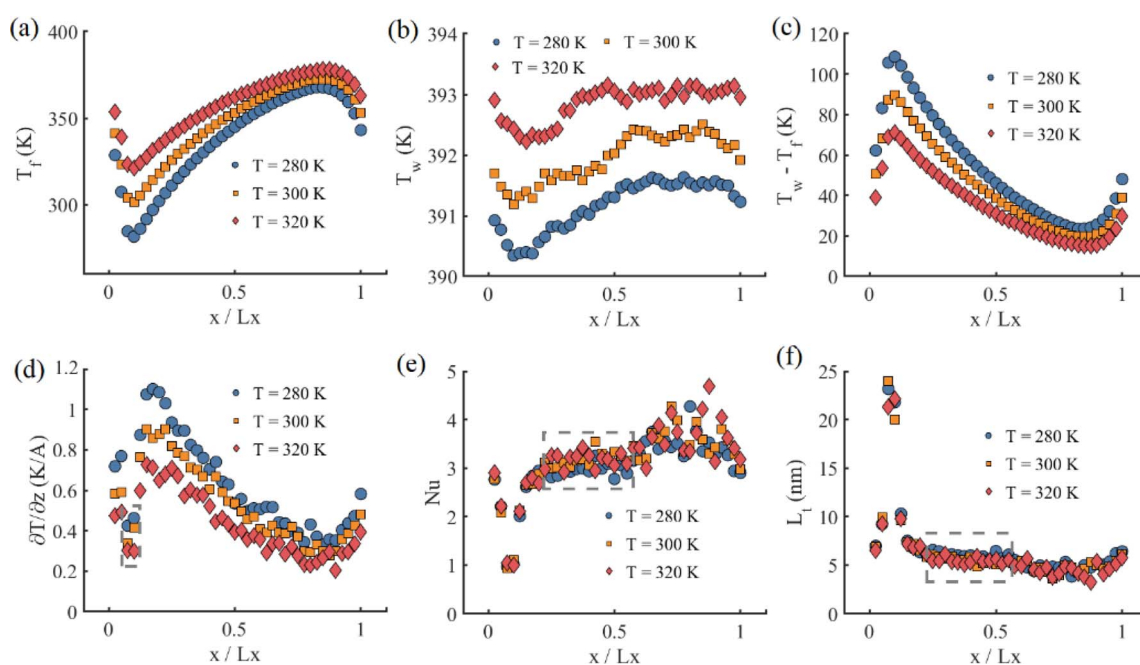 (a)
400
350
300
T_f (K)
T = 280 K
T = 300 K
T = 320 K
0
0.5
1
x / Lx
(b)
394
393
392
391
390
T_w (K)
T = 280 K
T = 300 K
T = 320 K
0
0.5
1
x / Lx
(c)
120
100
80
60
40
20
0
T_w - T_f (K)
T = 280 K
T = 300 K
T = 320 K
0
0.5
1
x / Lx
(d)
1.2
1
0.8
0.6
0.4
0.2
0
∂T/∂z (K/A)
T = 280 K
T = 300 K
T = 320 K
0
0.5
1
x / Lx
(e)
5
4
3
2
1
0
Nu
T = 280 K
T = 300 K
T = 320 K
0
0.5
1
x / Lx
(f)
25
20
15
10
5
0
L_t (nm)
T = 280 K
T = 300 K
T = 320 K
0
0.5
1
x / Lx